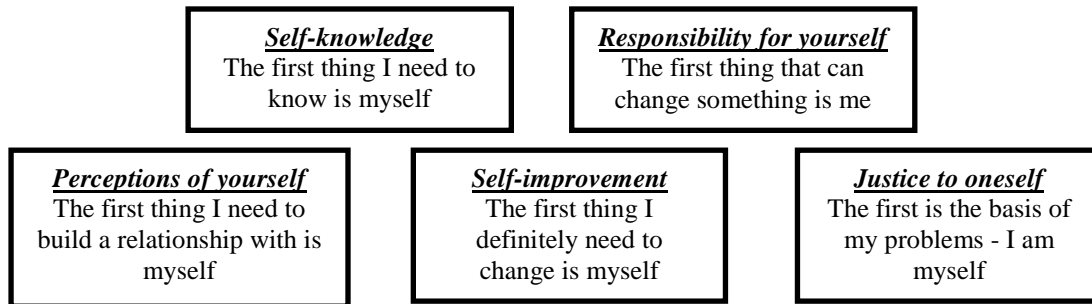 Self-knowledge
The first thing I need to
know is myself
Responsibility for yourself
The first thing that can
change something is me
Perceptions of yourself
The first thing I need to
build a relationship with is
myself
Self-improvement
The first thing I
definitely need to
change is myself
Justice to oneself
The first is the basis of
my problems - I am
myself